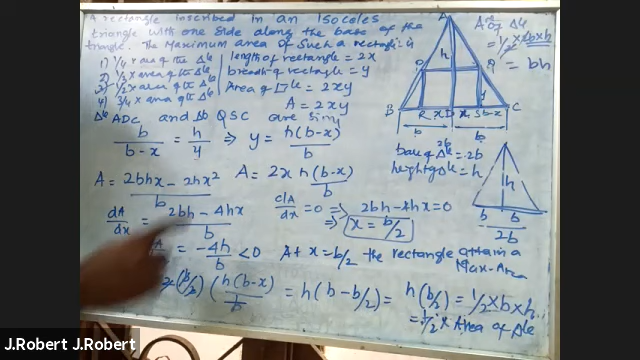 A rectangle inscribed in an Isoceles
triangle with one side along the base of the
triangle. The Maximum area of Such a rectangle is
1) 1/4 × area of the Δle
2) 1/3 × area of the Δle
3) 1/2 × area of the Δle
4) 3/4 × area of the Δle
length of rectangle = 2x
breadth of rectangle = y
Area of = 2xy
A = 2xy
Δle ADC and Δle QSC are sim
b/(b-x) = h/y ⇒ y = h(b-x)/b
A = (2bhx - 2hx²)/b
A = 2x h(b-x)/b
dA/dx = (2bh - 4hx)/b
dA/dx = 0 ⇒ 2bh - 4hx = 0
⇒ x = b/2
= -4h/b < 0
At x = b/2 the rectangle attain a
Max-Area
(b/2) (h(b-x)/b) = h(b - b/2) = h(b/2) = 1/2 × b × h
= 1/2 × Area of Δle
A
h
Q
y
B
R
x
D
x
S
b-x
C
b
b
2b
Area of Δle
= 1/2 × 2b × h
= bh
base of Δle = 2b
height of Δle = h
h
b
b
2b
J.Robert J.Robert